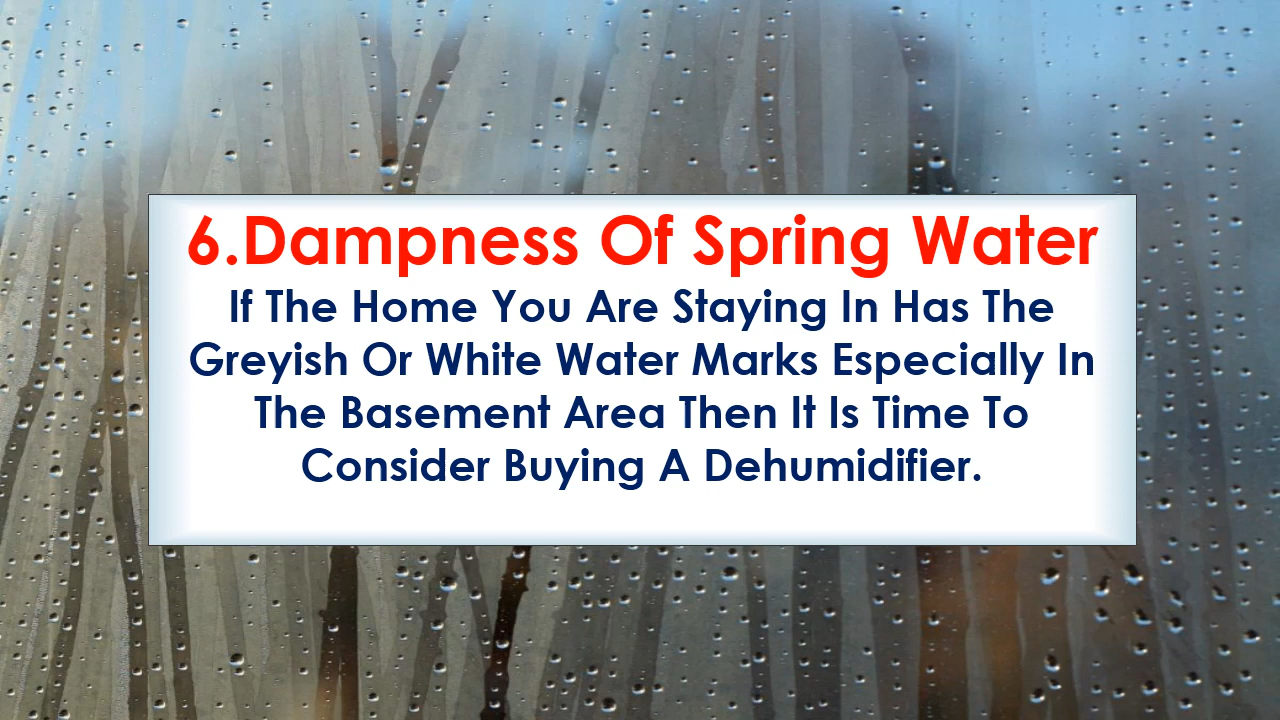 6.Dampness Of Spring Water
If The Home You Are Staying In Has The
Greyish Or White Water Marks Especially In
The Basement Area Then It Is Time To
Consider Buying A Dehumidifier.